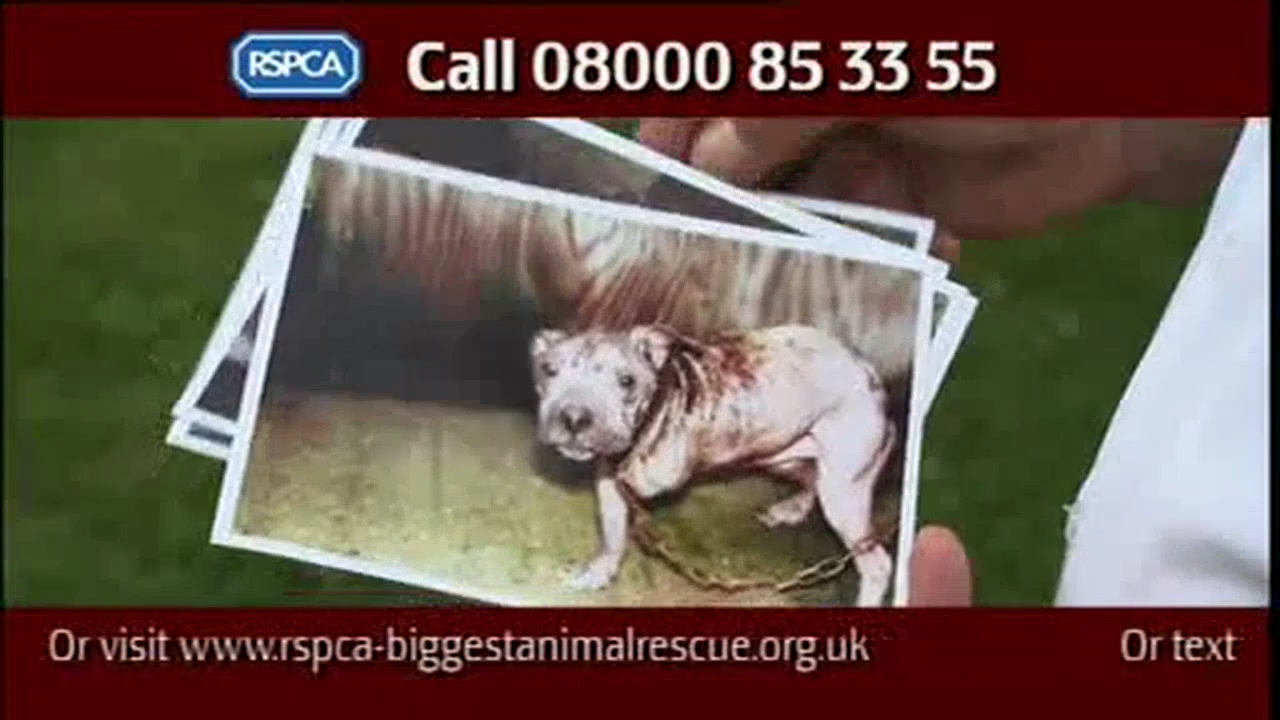 RSPCA
Call 08000 85 33 55
Or visit www.rspca-biggestanimalrescue.org.uk
Or text